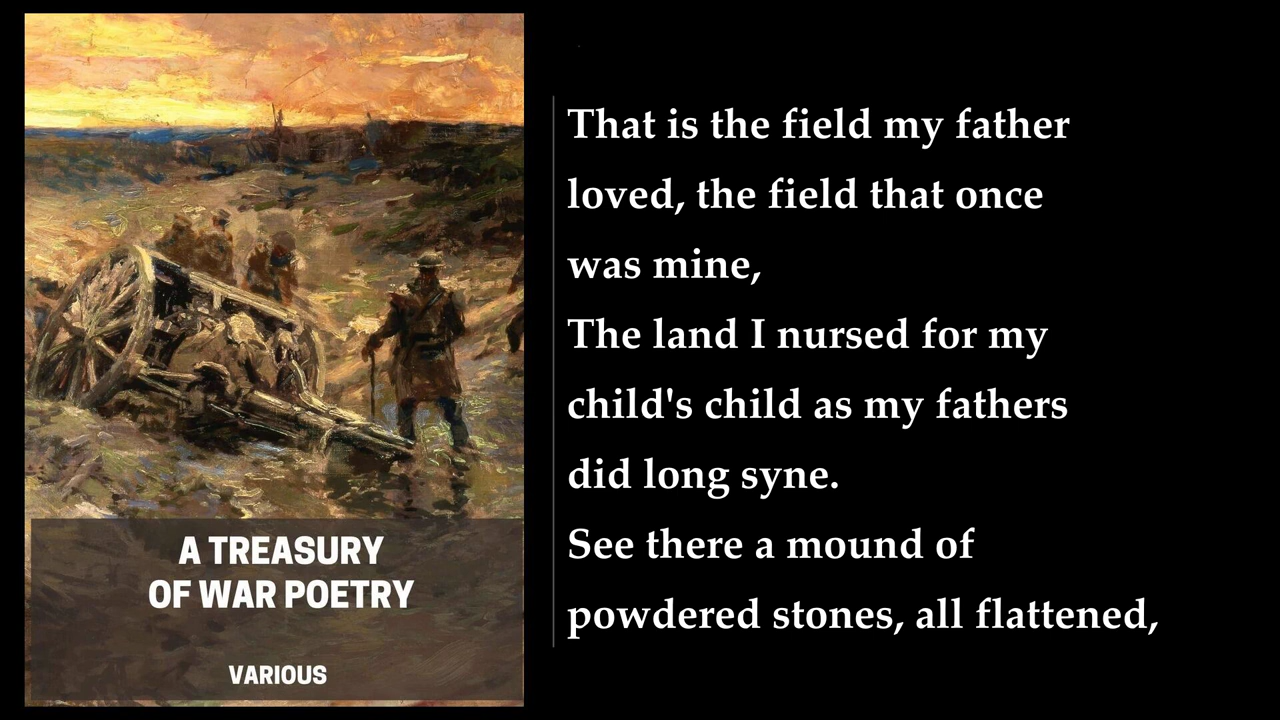 A TREASURY
OF WAR POETRY
VARIOUS
That is the field my father
loved, the field that once
was mine,
The land I nursed for my
child's child as my fathers
did long syne.
See there a mound of
powdered stones, all flattened,